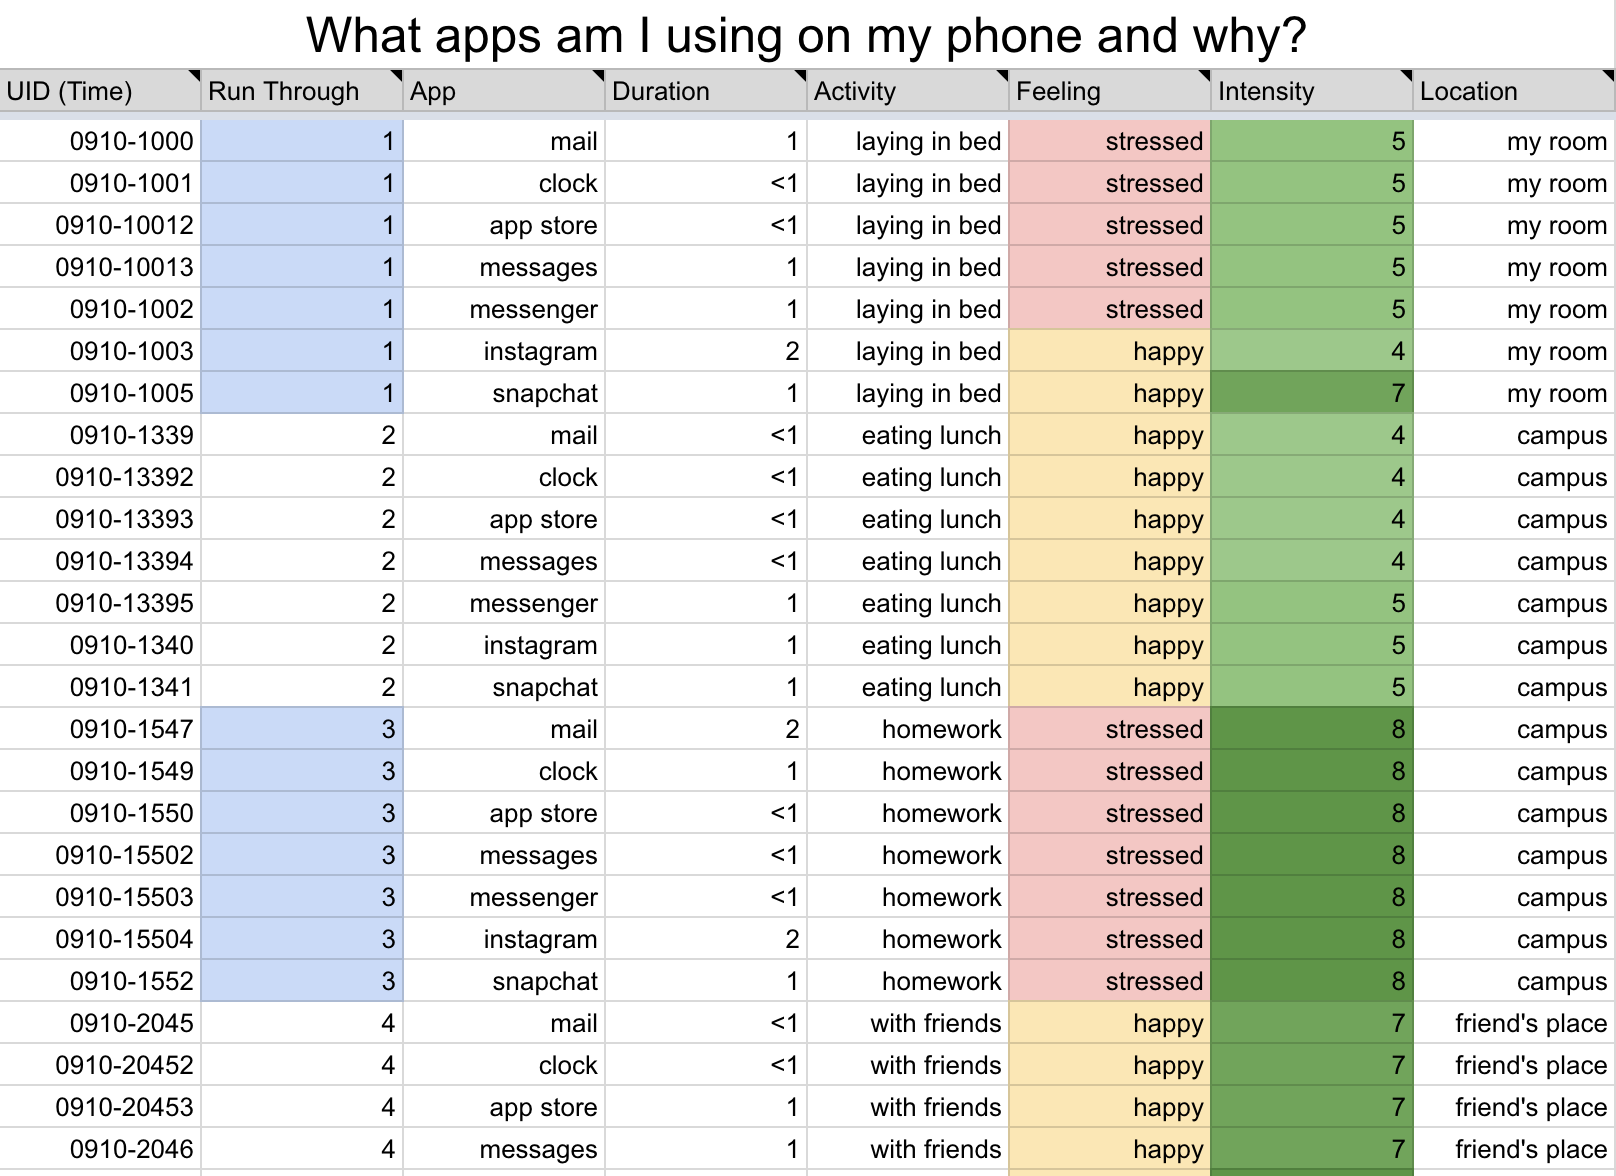 What apps am I using on my phone and why?
UID (Time) Run Through App Duration Activity Feeling Intensity Location
0910-1000 1 mail 1 laying in bed stressed 5 my room
0910-1001 1 clock <1 laying in bed stressed 5 my room
0910-10012 1 app store <1 laying in bed stressed 5 my room
0910-10013 1 messages 1 laying in bed stressed 5 my room
0910-1002 1 messenger 1 laying in bed stressed 5 my room
0910-1003 1 instagram 2 laying in bed happy 4 my room
0910-1005 1 snapchat 1 laying in bed happy 7 my room
0910-1339 2 mail <1 eating lunch happy 4 campus
0910-13392 2 clock <1 eating lunch happy 4 campus
0910-13393 2 app store <1 eating lunch happy 4 campus
0910-13394 2 messages <1 eating lunch happy 4 campus
0910-13395 2 messenger 1 eating lunch happy 5 campus
0910-1340 2 instagram 1 eating lunch happy 5 campus
0910-1341 2 snapchat 1 eating lunch happy 5 campus
0910-1547 3 mail 2 homework stressed 8 campus
0910-1549 3 clock 1 homework stressed 8 campus
0910-1550 3 app store <1 homework stressed 8 campus
0910-15502 3 messages <1 homework stressed 8 campus
0910-15503 3 messenger <1 homework stressed 8 campus
0910-15504 3 instagram 2 homework stressed 8 campus
0910-1552 3 snapchat 1 homework stressed 8 campus
0910-2045 4 mail <1 with friends happy 7 friend's place
0910-20452 4 clock <1 with friends happy 7 friend's place
0910-20453 4 app store 1 with friends happy 7 friend's place
0910-2046 4 messages 1 with friends happy 7 friend's place